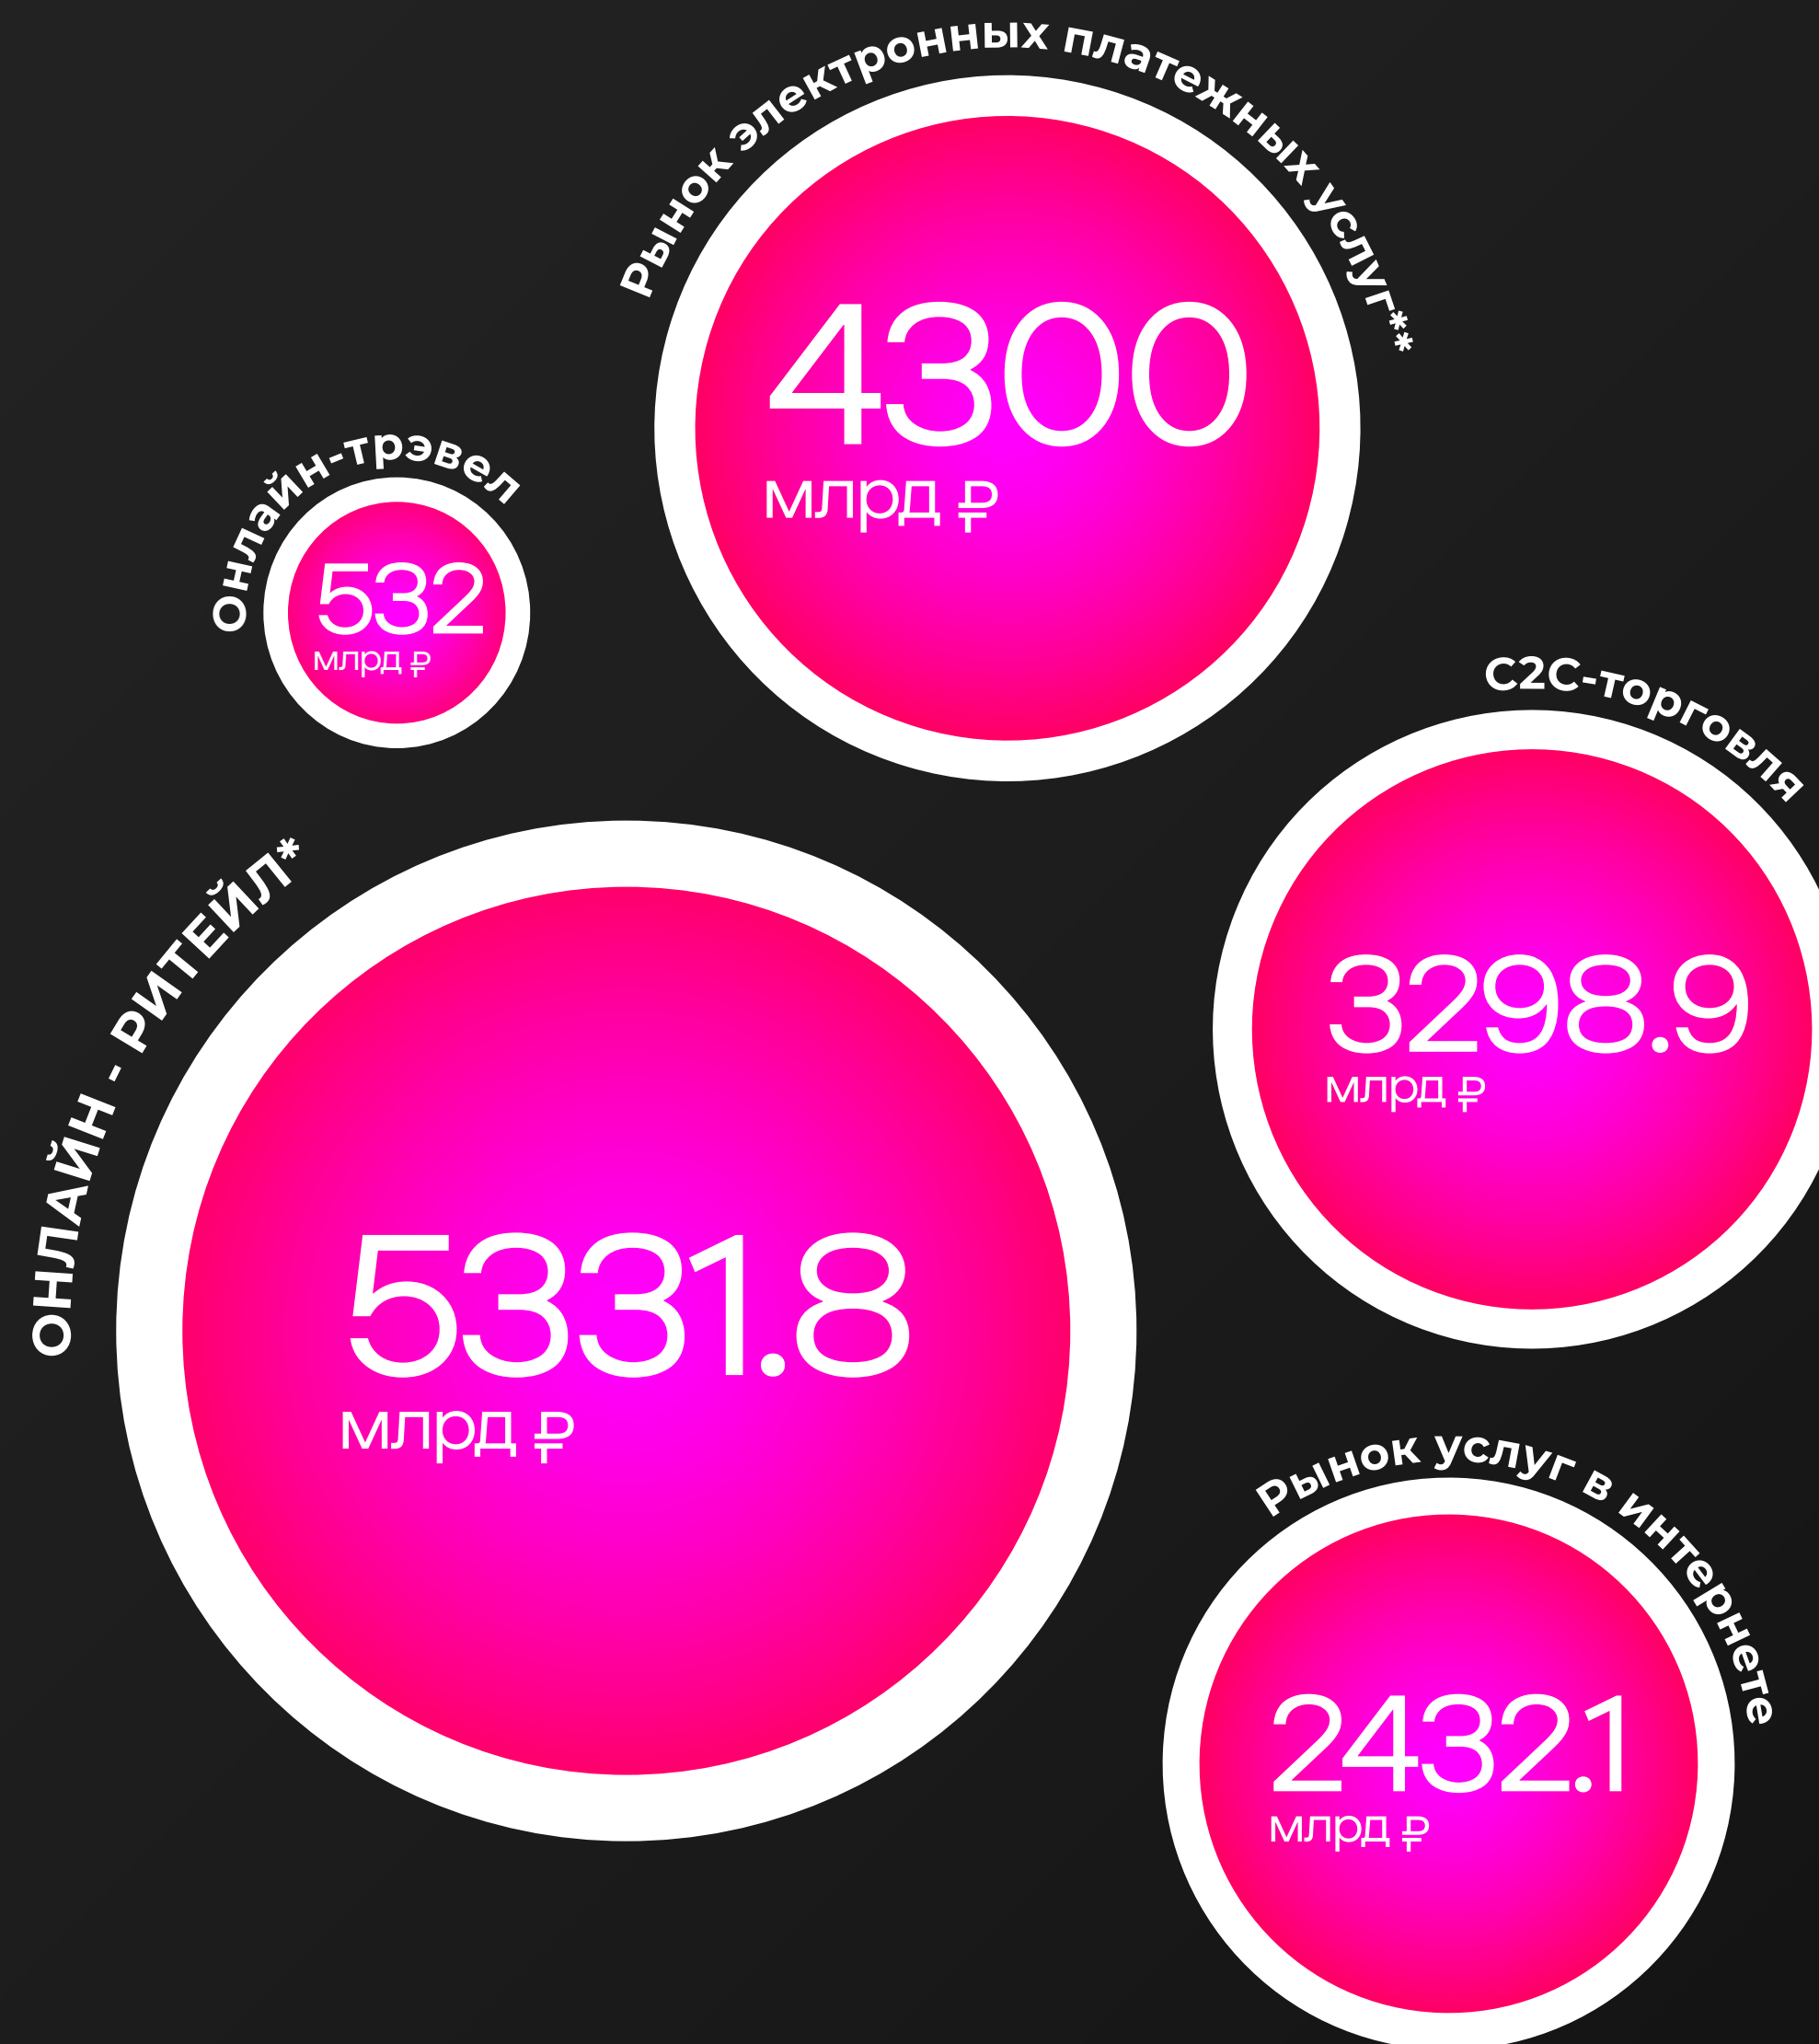 Рынок электронных платежных услуг**
4300
млрд ₽
Онлайн-трэвел
532
млрд ₽
C2C-торговля
3298.9
млрд ₽
ОНЛАЙН - РИТЕЙЛ*
5331.8
млрд ₽
Рынок услуг в интернете
2432.1
млрд ₽